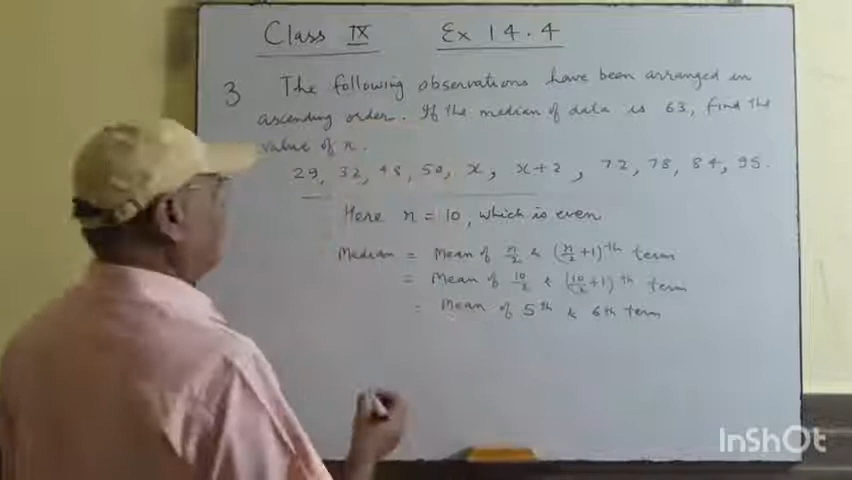 Class IX Ex 14.4
3 The following observations have been arranged in
ascending order. If the median of data is 63, find the
value of x.
29, 32, 48, 50, x, x+2, 72, 78, 84, 95.
Here n = 10, which is even
Median = Mean of n/2 & (n/2 +1)th term
= Mean of 10/2 & (10/2 +1)th term
= Mean of 5th & 6th term
InShOt